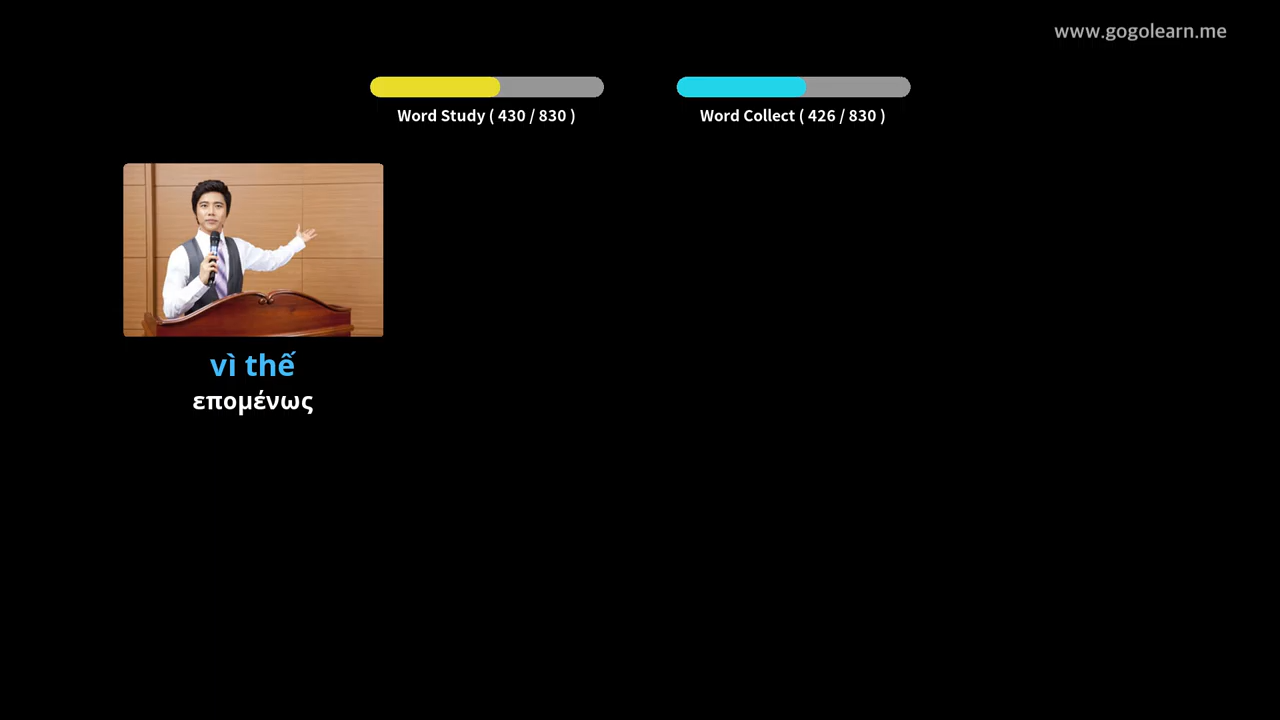 www.gogolearn.me
Word Study ( 430 / 830 )
Word Collect ( 426 / 830 )
vì thế
επομένως